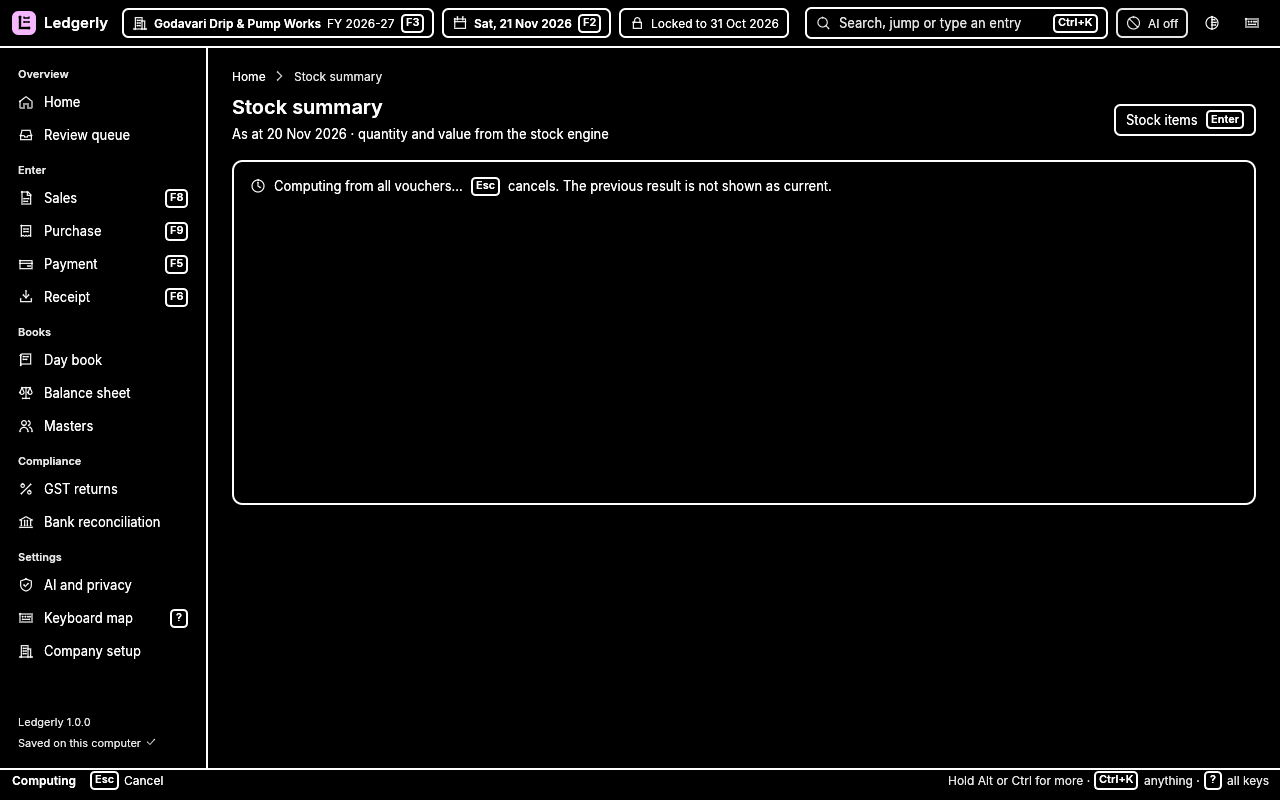 Ledgerly
Godavari Drip & Pump Works FY 2026-27 F3
Sat, 21 Nov 2026 F2
Locked to 31 Oct 2026
Search, jump or type an entry Ctrl+K
AI off
Overview
Home
Review queue
Enter
Sales F8
Purchase F9
Payment F5
Receipt F6
Books
Day book
Balance sheet
Masters
Compliance
GST returns
Bank reconciliation
Settings
AI and privacy
Keyboard map ?
Company setup
Ledgerly 1.0.0
Saved on this computer
Home Stock summary
Stock summary
As at 20 Nov 2026 · quantity and value from the stock engine
Stock items Enter
Computing from all vouchers... Esc cancels. The previous result is not shown as current.
Computing Esc Cancel
Hold Alt or Ctrl for more · Ctrl+K anything · ? all keys